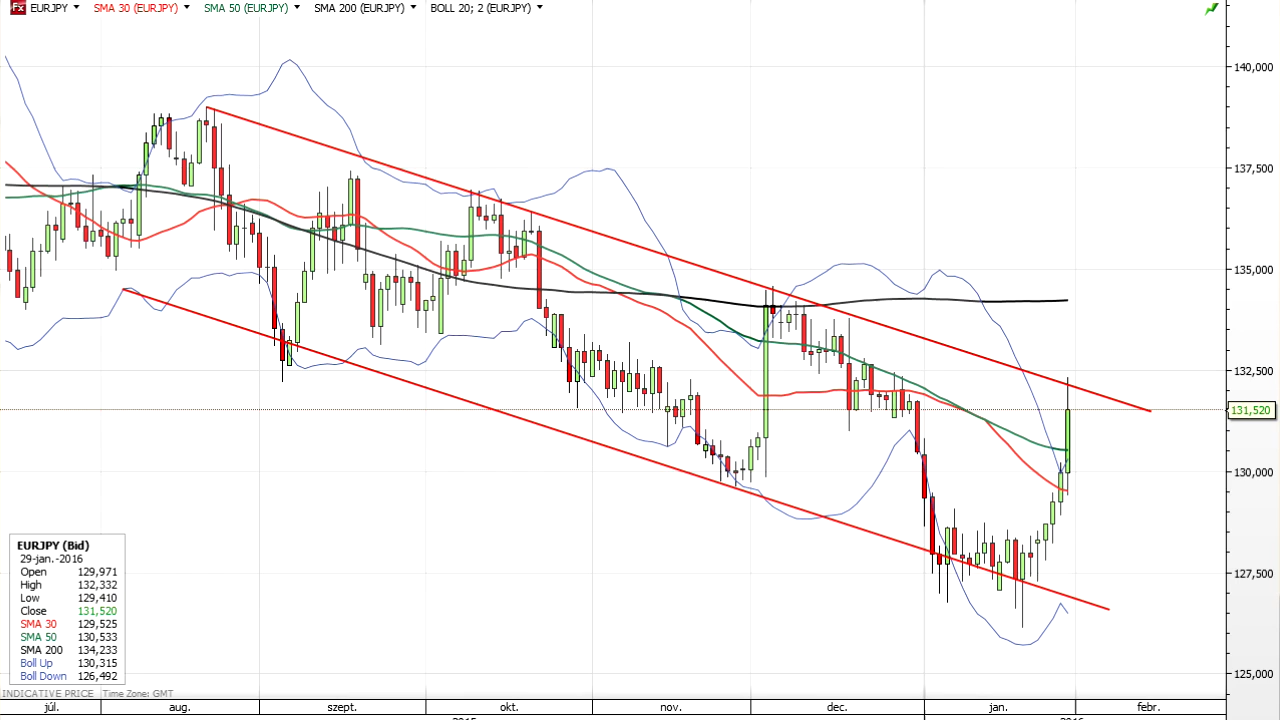 Fx EURJPY SMA 30 (EURJPY) SMA 50 (EURJPY) SMA 200 (EURJPY) BOLL 20; 2 (EURJPY)
140,000
137,500
135,000
132,500
131,520
130,000
127,500
125,000
EURJPY (Bid)
29-jan.-2016
Open 129,971
High 132,332
Low 129,410
Close 131,520
SMA 30 129,525
SMA 50 130,533
SMA 200 134,233
Boll Up 130,315
Boll Down 126,492
INDICATIVE PRICE Time Zone: GMT
júl. aug. szept. okt. nov. dec. jan. febr.
2015 2016